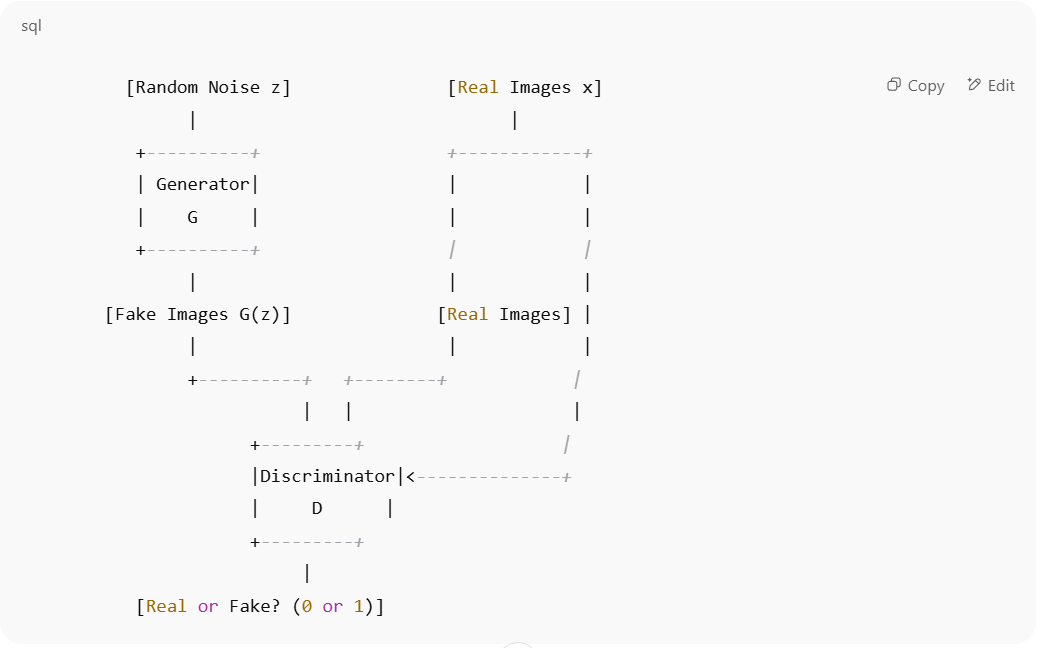 sql
Copy Edit
[Random Noise z] [Real Images x]
| |
+----------+ +------------+
| Generator| | |
| G | | |
+----------+ | |
| | |
[Fake Images G(z)] [Real Images] |
| | |
+----------+ +--------+ |
| | |
+---------+ |
|Discriminator|<--------------+
| D |
+---------+
|
[Real or Fake? (0 or 1)]